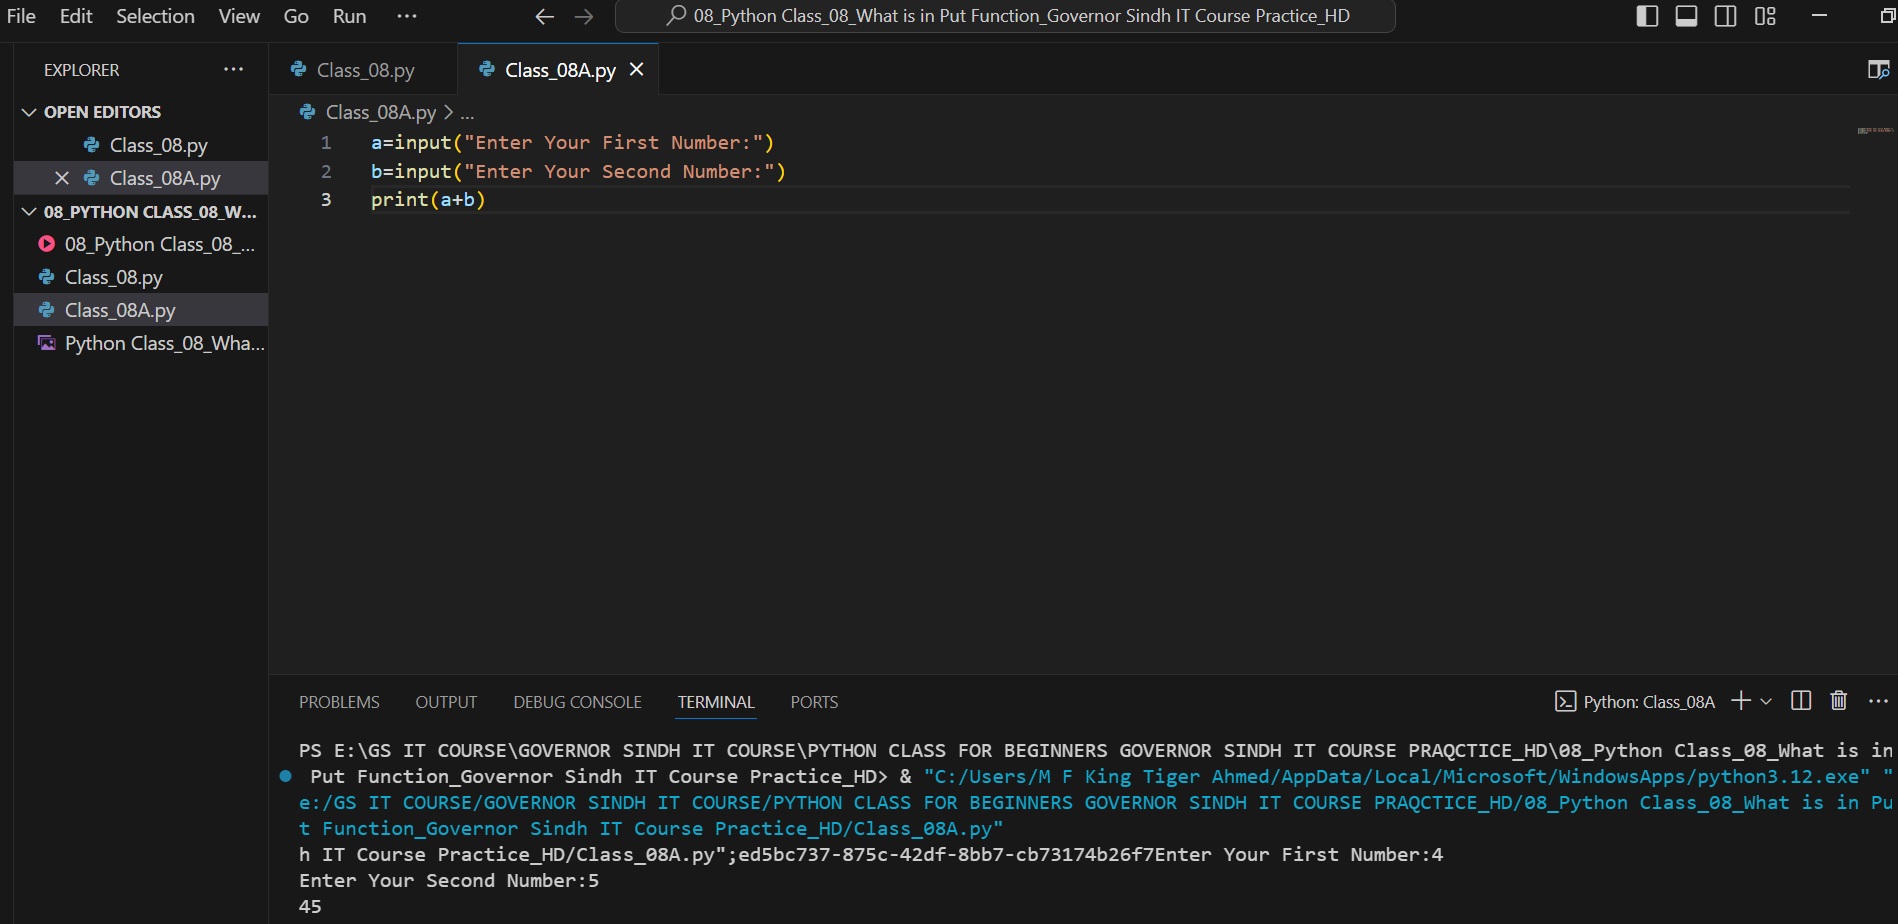 File Edit Selection View Go Run ···
08_Python Class_08_What is in Put Function_Governor Sindh IT Course Practice_HD
EXPLORER ···
OPEN EDITORS
Class_08.py
Class_08A.py
08_PYTHON CLASS_08_W...
08_Python Class_08_...
Class_08.py
Class_08A.py
Python Class_08_Wha...
Class_08.py Class_08A.py
Class_08A.py > ...
1 a=input("Enter Your First Number:")
2 b=input("Enter Your Second Number:")
3 print(a+b)
PROBLEMS OUTPUT DEBUG CONSOLE TERMINAL PORTS
Python: Class_08A
PS E:\GS IT COURSE\GOVERNOR SINDH IT COURSE\PYTHON CLASS FOR BEGINNERS GOVERNOR SINDH IT COURSE PRAQCTICE_HD\08_Python Class_08_What is in
Put Function_Governor Sindh IT Course Practice_HD> & "C:/Users/M F King Tiger Ahmed/AppData/Local/Microsoft/WindowsApps/python3.12.exe" "
e:/GS IT COURSE/GOVERNOR SINDH IT COURSE/PYTHON CLASS FOR BEGINNERS GOVERNOR SINDH IT COURSE PRAQCTICE_HD/08_Python Class_08_What is in Pu
t Function_Governor Sindh IT Course Practice_HD/Class_08A.py"
h IT Course Practice_HD/Class_08A.py";ed5bc737-875c-42df-8bb7-cb73174b26f7Enter Your First Number:4
Enter Your Second Number:5
45